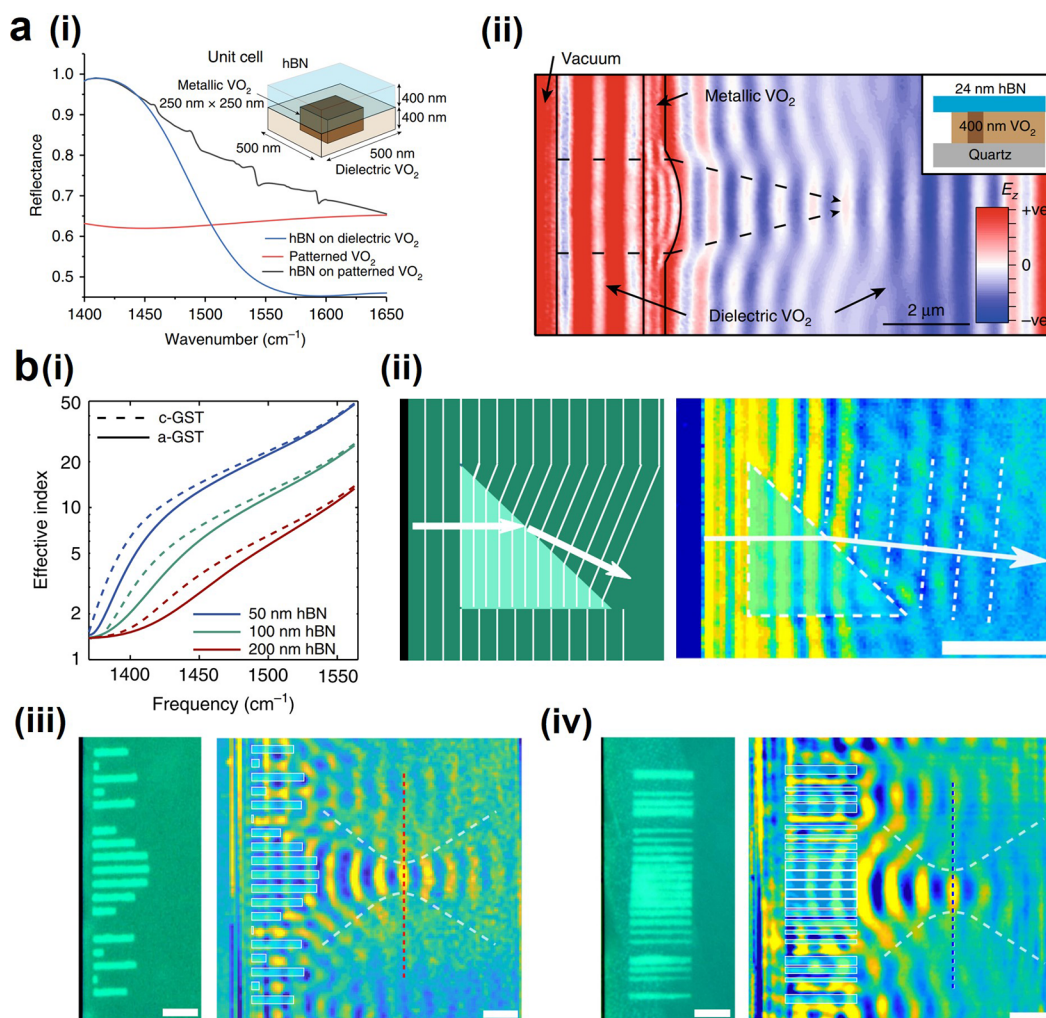 a (i)
Unit cell
hBN
Metallic VO₂
250 nm × 250 nm
400 nm
400 nm
500 nm
500 nm
Dielectric VO₂
1.0
0.9
0.8
0.7
0.6
0.5
Reflectance
hBN on dielectric VO₂
Patterned VO₂
hBN on patterned VO₂
1400
1450
1500
1550
1600
1650
Wavenumber (cm⁻¹)
(ii)
Vacuum
Metallic VO₂
24 nm hBN
400 nm VO₂
Quartz
E_z
+ve
0
−ve
Dielectric VO₂
2 μm
b (i)
50
20
10
5
2
1
Effective index
c-GST
a-GST
50 nm hBN
100 nm hBN
200 nm hBN
1400
1450
1500
1550
Frequency (cm⁻¹)
(ii)
(iii)
(iv)